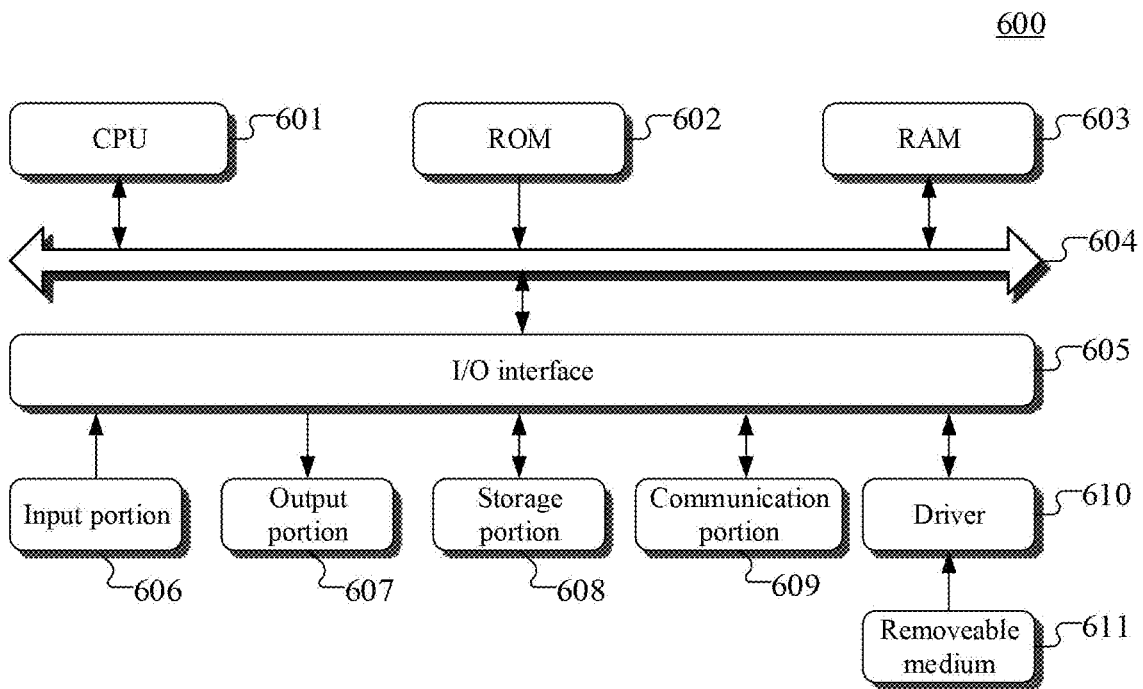 600
CPU
601
ROM
602
RAM
603
604
I/O interface
605
Input portion
606
Output
portion
607
Storage
portion
608
Communication
portion
609
Driver
610
Removeable
medium
611